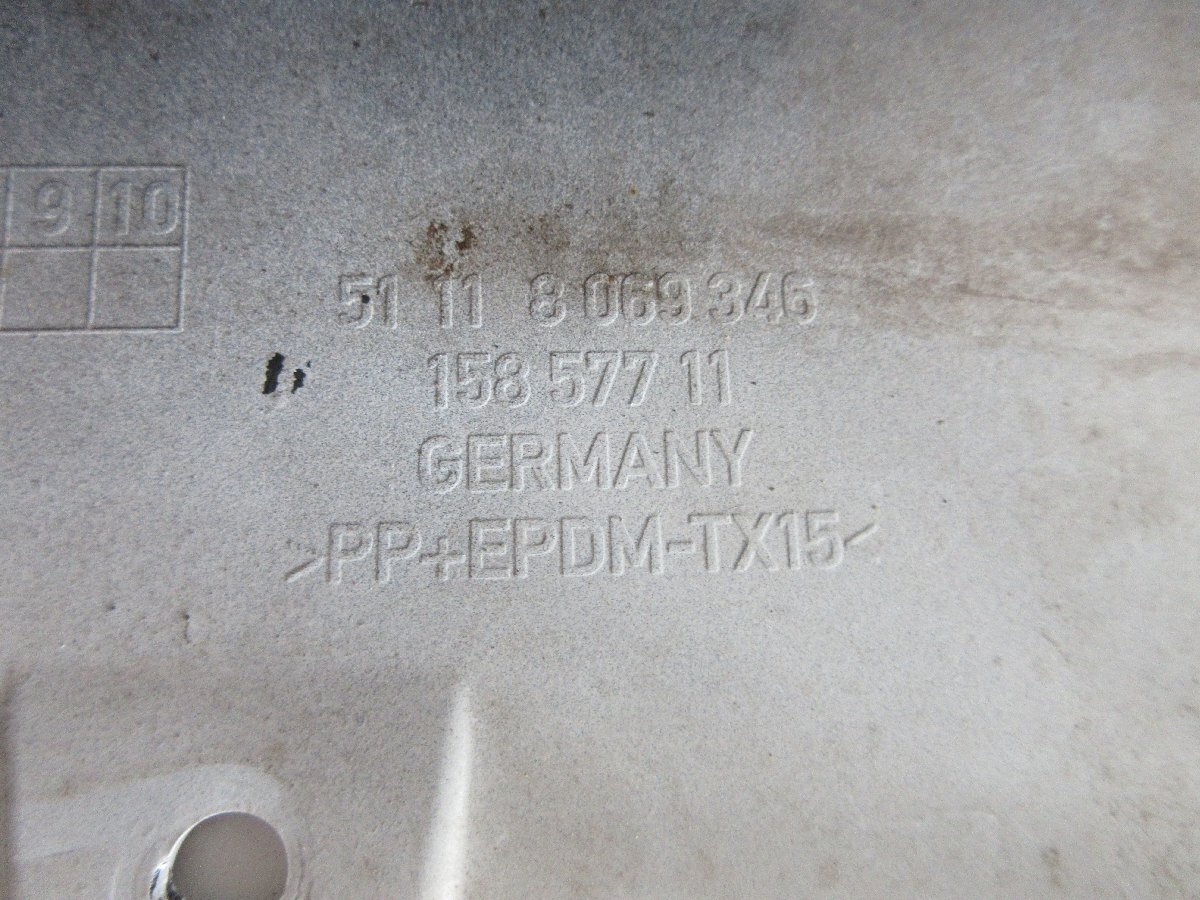 9 10
51 11 8 069 346
158 577 11
GERMANY
>PP+EPDM-TX15<